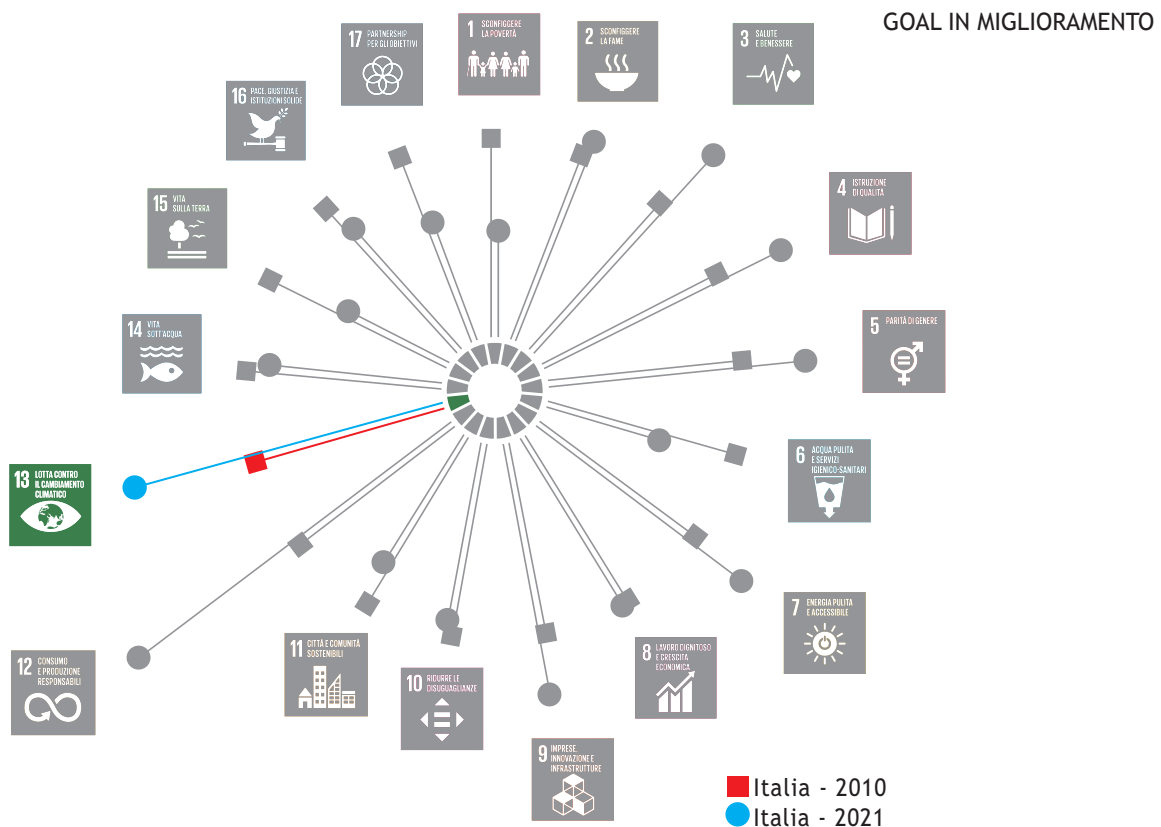 GOAL IN MIGLIORAMENTO
1 SCONFIGGERE
LA POVERTÀ
2 SCONFIGGERE
LA FAME
3 SALUTE
E BENESSERE
4 ISTRUZIONE
DI QUALITÀ
5 PARITÀ DI GENERE
6 ACQUA PULITA
E SERVIZI
IGIENICO-SANITARI
7 ENERGIA PULITA
E ACCESSIBILE
8 LAVORO DIGNITOSO
E CRESCITA
ECONOMICA
9 IMPRESE,
INNOVAZIONE E
INFRASTRUTTURE
10 RIDURRE LE
DISUGUAGLIANZE
11 CITTÀ E COMUNITÀ
SOSTENIBILI
12 CONSUMO
E PRODUZIONE
RESPONSABILI
13 LOTTA CONTRO
IL CAMBIAMENTO
CLIMATICO
14 VITA
SOTT'ACQUA
15 VITA
SULLA TERRA
16 PACE, GIUSTIZIA E
ISTITUZIONI SOLIDE
17 PARTNERSHIP
PER GLI OBIETTIVI
Italia - 2010
Italia - 2021